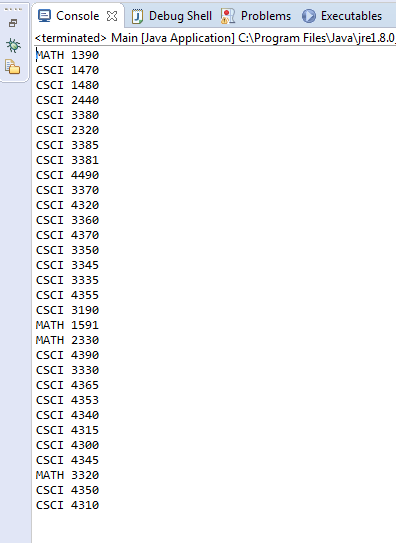 Console Debug Shell Problems Executables
<terminated> Main [Java Application] C:\Program Files\Java\jre1.8.0_
MATH 1390
CSCI 1470
CSCI 1480
CSCI 2440
CSCI 3380
CSCI 2320
CSCI 3385
CSCI 3381
CSCI 4490
CSCI 3370
CSCI 4320
CSCI 3360
CSCI 4370
CSCI 3350
CSCI 3345
CSCI 3335
CSCI 4355
CSCI 3190
MATH 1591
MATH 2330
CSCI 4390
CSCI 3330
CSCI 4365
CSCI 4353
CSCI 4340
CSCI 4315
CSCI 4300
CSCI 4345
MATH 3320
CSCI 4350
CSCI 4310